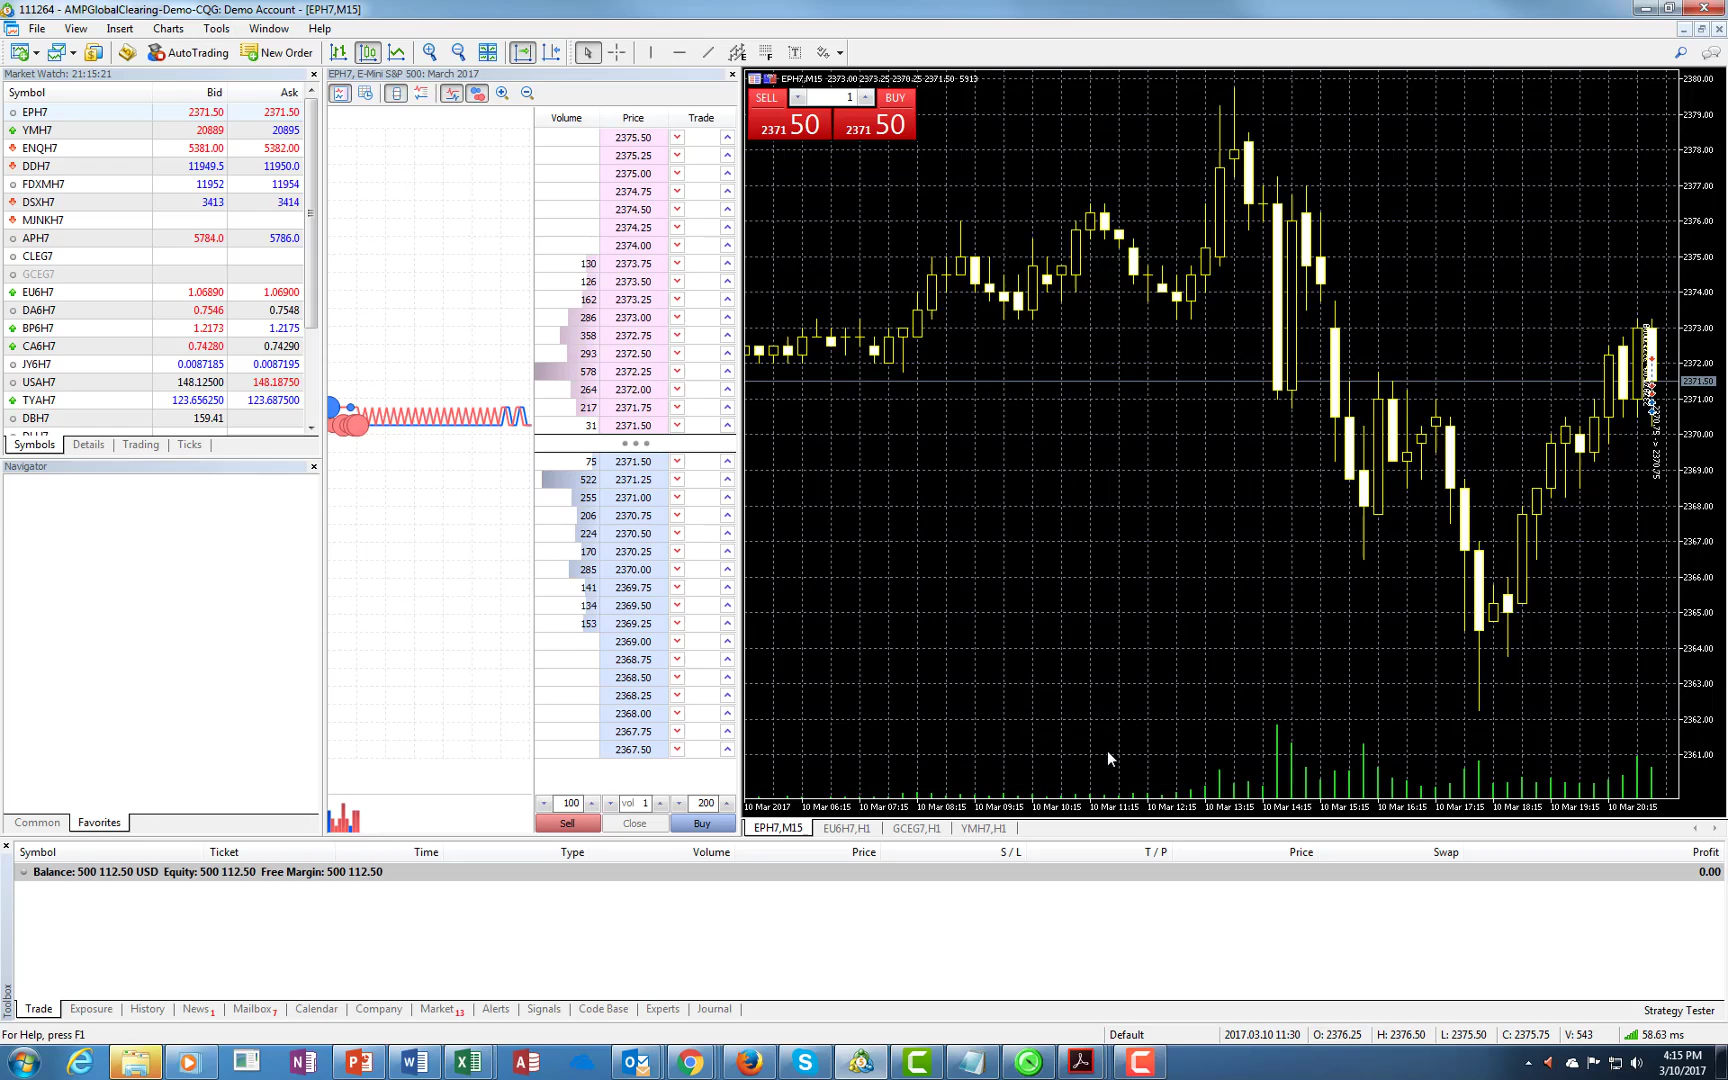 111264 - AMPGlobalClearing-Demo-CQG: Demo Account - [EPH7,M15]
File View Insert Charts Tools Window Help
AutoTrading New Order
Market Watch: 21:15:21
Symbol Bid Ask
EPH7 2371.50 2371.50
YMH7 20889 20895
ENQH7 5381.00 5382.00
DDH7 11949.5 11950.0
FDXMH7 11952 11954
DSXH7 3413 3414
MJNKH7
APH7 5784.0 5786.0
CLEG7
GCEG7
EU6H7 1.06890 1.06900
DA6H7 0.7546 0.7548
BP6H7 1.2173 1.2175
CA6H7 0.74280 0.74290
JY6H7 0.0087185 0.0087195
USAH7 148.12500 148.18750
TYAH7 123.656250 123.687500
DBH7 159.41
Symbols Details Trading Ticks
Navigator
Common Favorites
EPH7, E-Mini S&P 500: March 2017
Volume Price Trade
2375.50
2375.25
2375.00
2374.75
2374.50
2374.25
2374.00
130 2373.75
126 2373.50
162 2373.25
286 2373.00
358 2372.75
293 2372.50
578 2372.25
264 2372.00
217 2371.75
31 2371.50
75 2371.50
522 2371.25
255 2371.00
206 2370.75
224 2370.50
170 2370.25
285 2370.00
141 2369.75
134 2369.50
153 2369.25
2369.00
2368.75
2368.50
2368.25
2368.00
2367.75
2367.50
100 vol 1 200
Sell Close Buy
EPH7,M15 2373.00 2373.25 2370.25 2371.50 5913
SELL 1 BUY
2371 50 2371 50
2380.00
2379.00
2378.00
2377.00
2376.00
2375.00
2374.00
2373.00
2372.00
2371.50
2371.00
2370.00
2369.00
2368.00
2367.00
2366.00
2365.00
2364.00
2363.00
2362.00
2361.00
2370.75 -> 2370.75
10 Mar 2017 10 Mar 06:15 10 Mar 07:15 10 Mar 08:15 10 Mar 09:15 10 Mar 10:15 10 Mar 11:15 10 Mar 12:15 10 Mar 13:15 10 Mar 14:15 10 Mar 15:15 10 Mar 16:15 10 Mar 17:15 10 Mar 18:15 10 Mar 19:15 10 Mar 20:15
EPH7,M15 EU6H7,H1 GCEG7,H1 YMH7,H1
Symbol Ticket Time Type Volume Price S / L T / P Price Swap Profit
Balance: 500 112.50 USD Equity: 500 112.50 Free Margin: 500 112.50 0.00
Toolbox
Trade Exposure History News 1 Mailbox 7 Calendar Company Market 13 Alerts Signals Code Base Experts Journal Strategy Tester
For Help, press F1 Default 2017.03.10 11:30 O: 2376.25 H: 2376.50 L: 2375.50 C: 2375.75 V: 543 58.63 ms
4:15 PM
3/10/2017